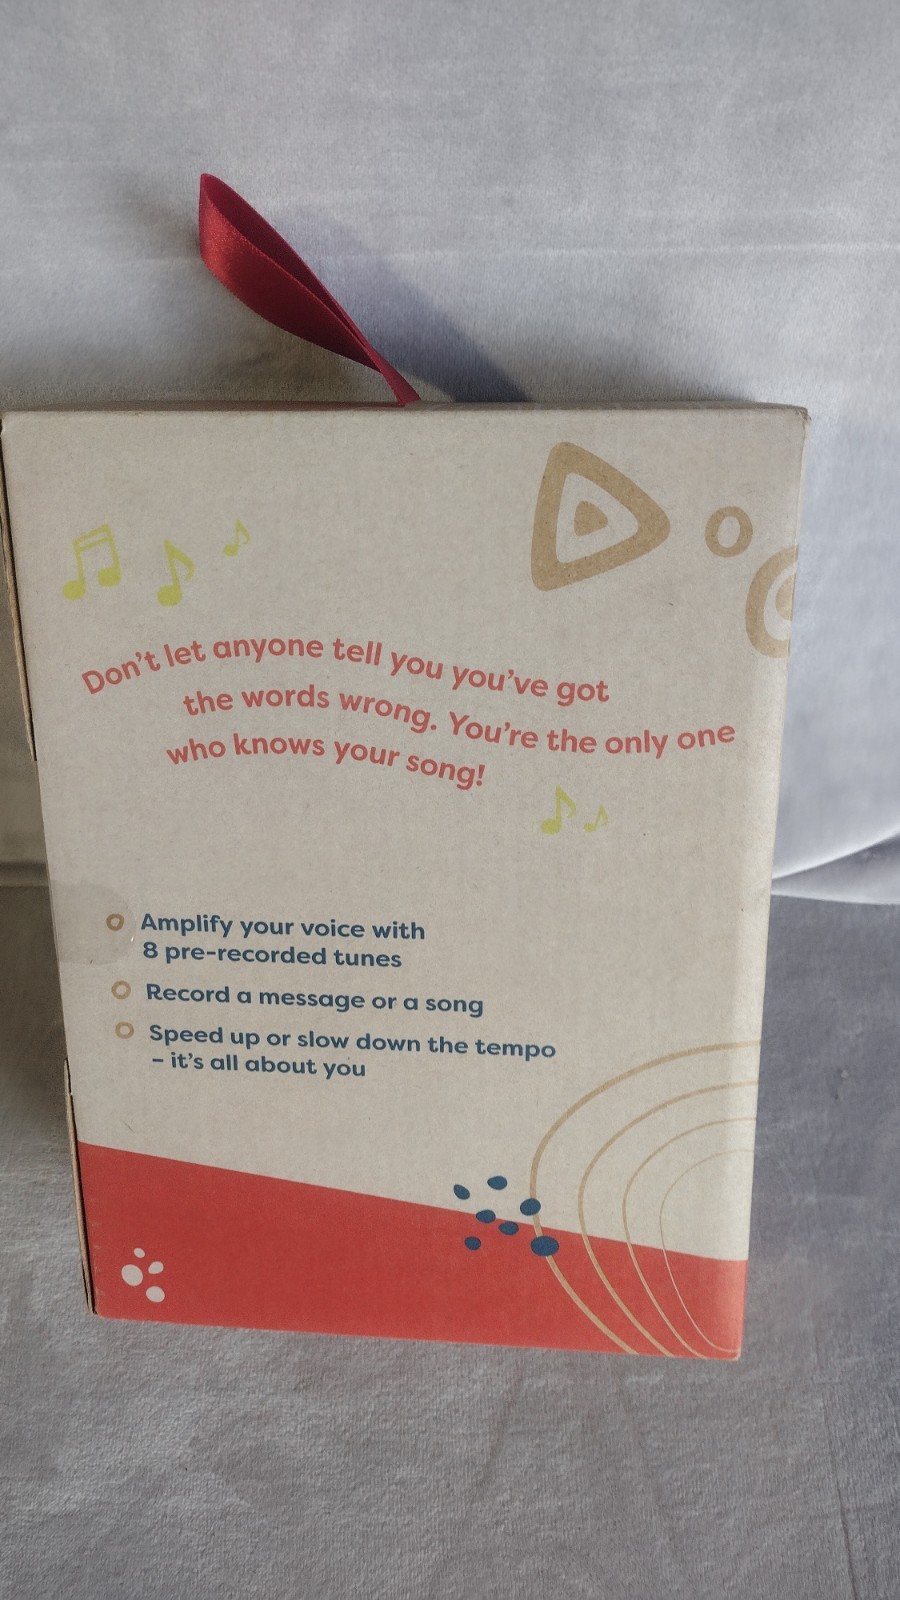 Don't let anyone tell you you've got
the words wrong. You're the only one
who knows your song!
Amplify your voice with
8 pre-recorded tunes
Record a message or a song
Speed up or slow down the tempo
– it's all about you